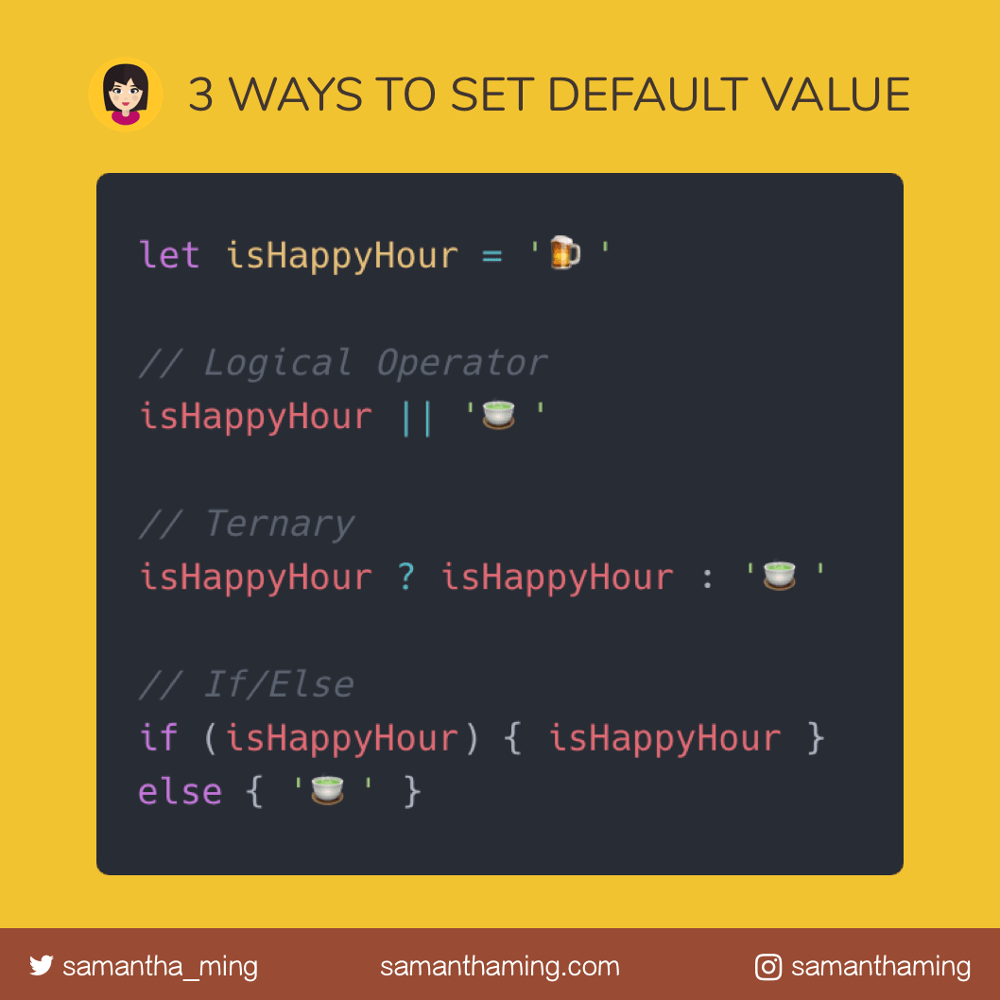 3 WAYS TO SET DEFAULT VALUE
let isHappyHour = '🍺'
// Logical Operator
isHappyHour || '🍵'
// Ternary
isHappyHour ? isHappyHour : '🍵'
// If/Else
if (isHappyHour) { isHappyHour }
else { '🍵' }
samantha_ming
samanthaming.com
samanthaming